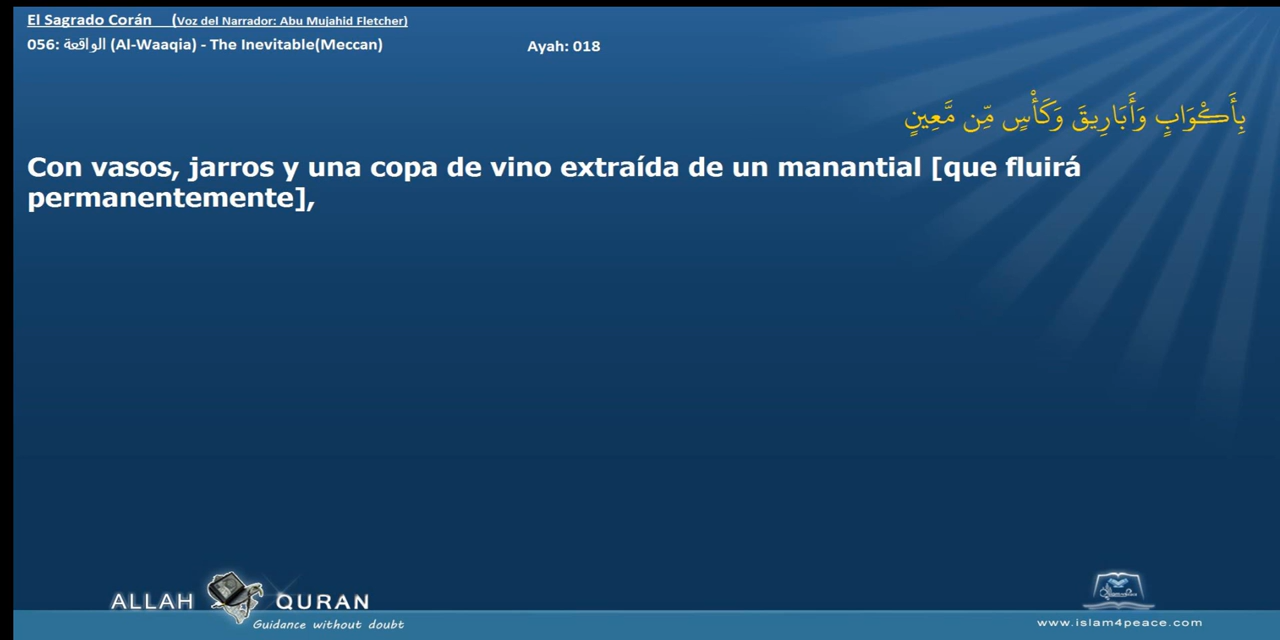 El Sagrado Corán (Voz del Narrador: Abu Mujahid Fletcher)
056: الواقعة (Al-Waaqia) - The Inevitable(Meccan) Ayah: 018
بِأَكْوَابٍ وَأَبَارِيقَ وَكَأْسٍ مِّن مَّعِينٍ
Con vasos, jarros y una copa de vino extraída de un manantial [que fluirá
permanentemente],
ALLAH QURAN
Guidance without doubt
www.islam4peace.com